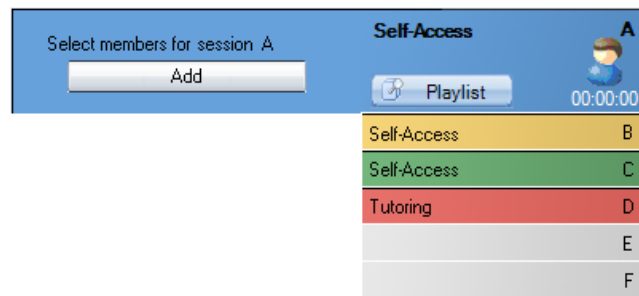 Select members for session A
Add
Self-Access A
Playlist
00:00:00
Self-Access B
Self-Access C
Tutoring D
E
F